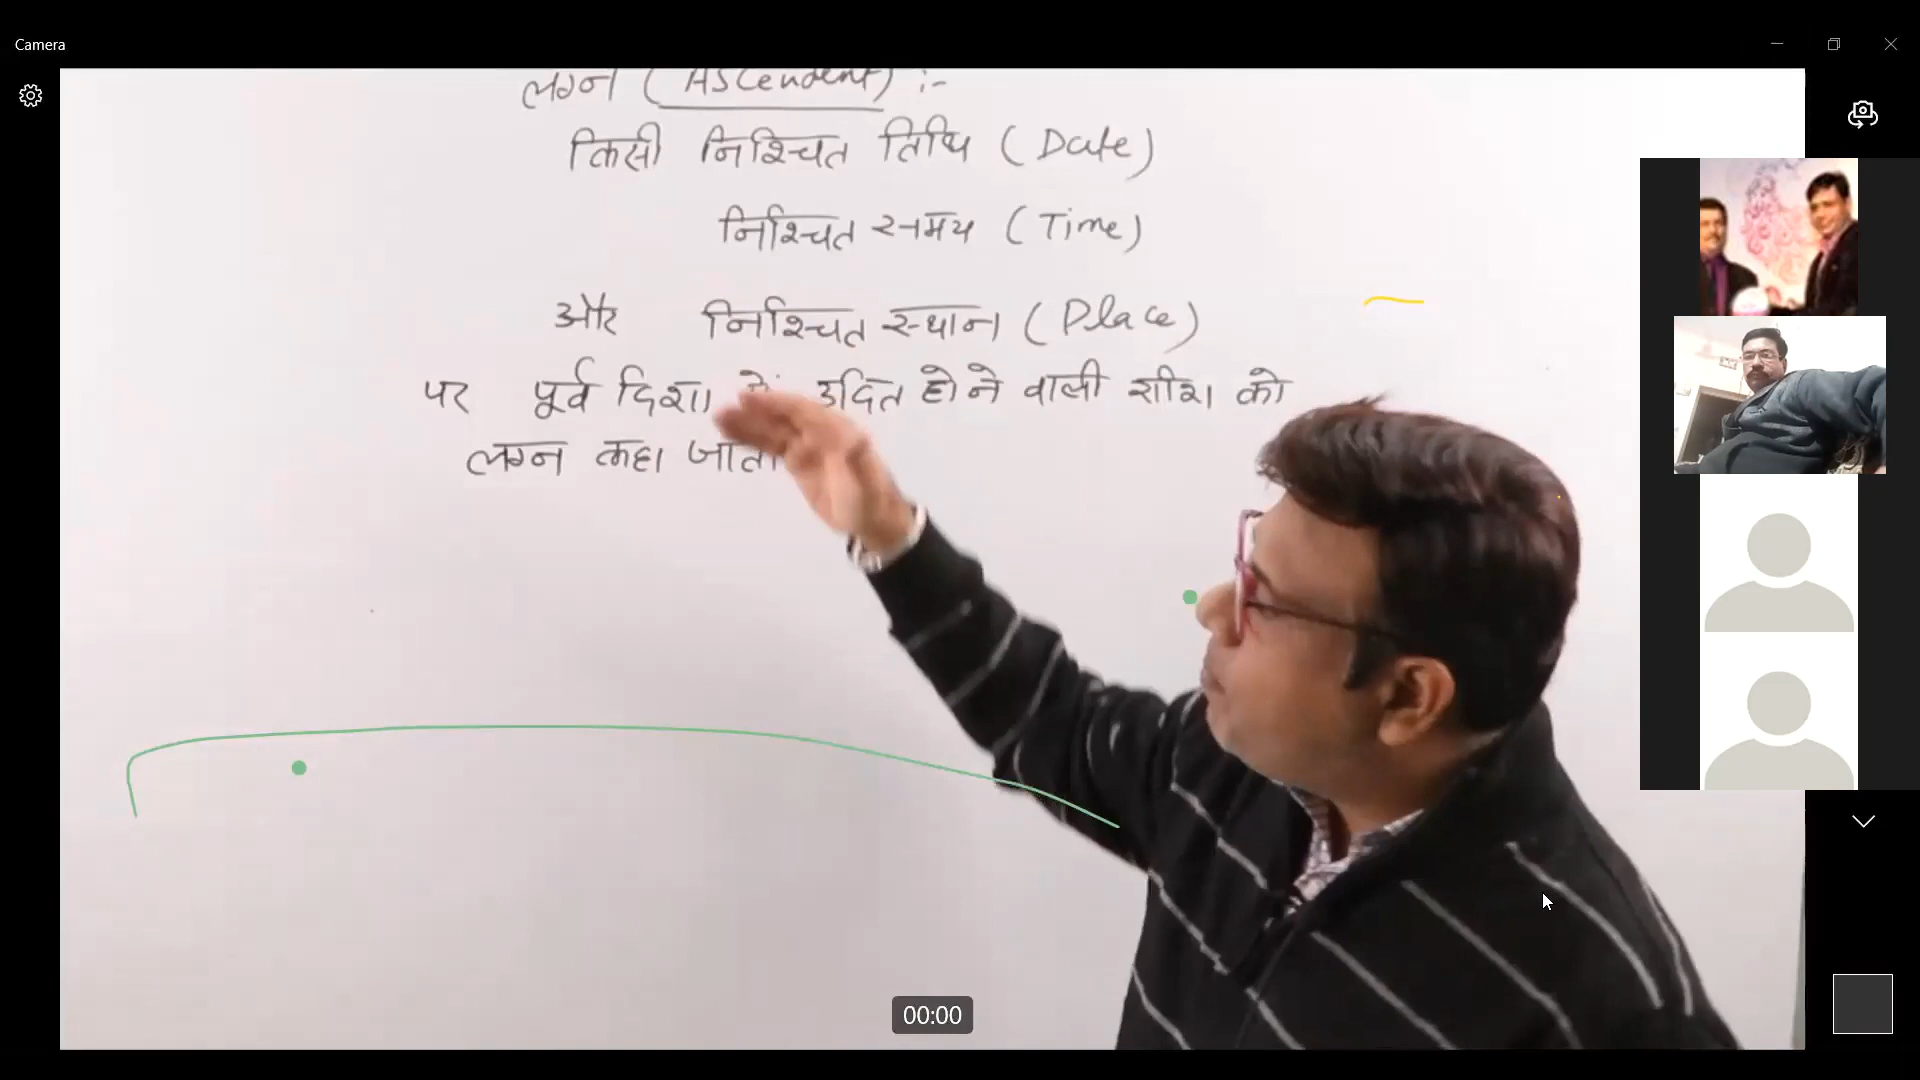 Camera
लग्न (Ascendent) :-
किसी निश्चित तिथि (Date)
निश्चित समय (Time)
और निश्चित स्थान (Place)
पर पूर्व दिशा में उदित होने वाली राशि को
लग्न कहा जाता
00:00